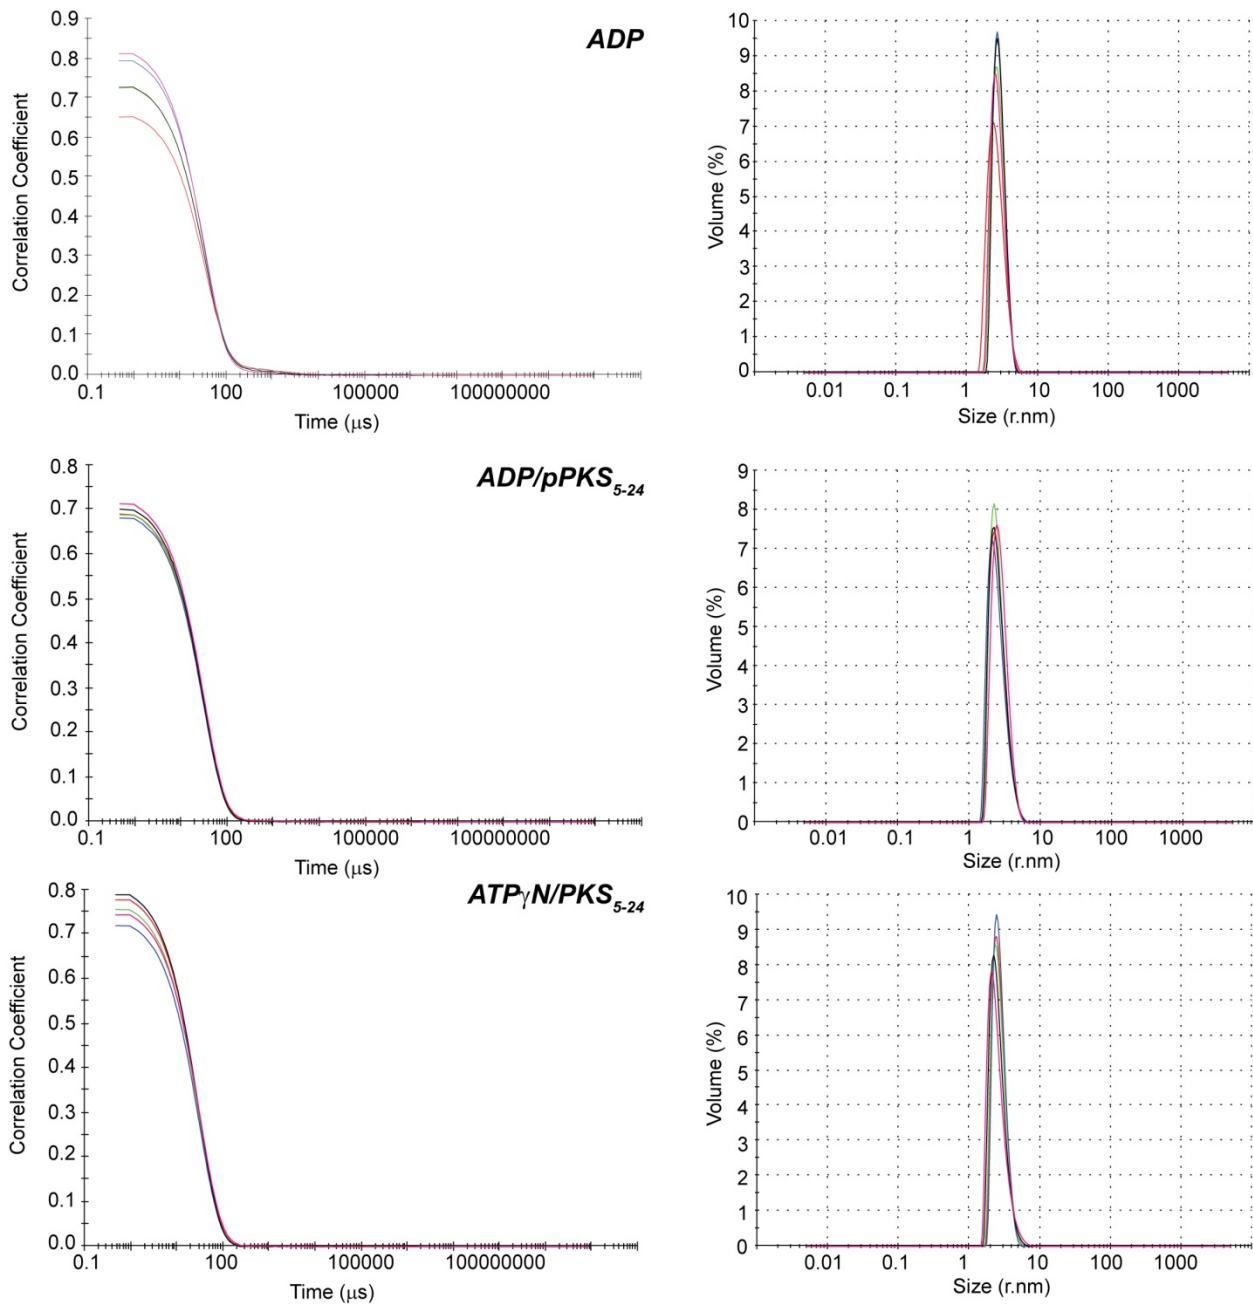 ADP
0.9
0.8
0.7
0.6
0.5
0.4
0.3
0.2
0.1
0.0
Correlation Coefficient
0.1 100 100000 100000000
Time (μs)
10
9
8
7
6
5
4
3
2
1
0
Volume (%)
0.01 0.1 1 10 100 1000
Size (r.nm)
ADP/pPKS5-24
0.8
0.7
0.6
0.5
0.4
0.3
0.2
0.1
0.0
Correlation Coefficient
0.1 100 100000 100000000
Time (μs)
9
8
7
6
5
4
3
2
1
0
Volume (%)
0.01 0.1 1 10 100 1000
Size (r.nm)
ATPγN/PKS5-24
0.8
0.7
0.6
0.5
0.4
0.3
0.2
0.1
0.0
Correlation Coefficient
0.1 100 100000 100000000
Time (μs)
10
9
8
7
6
5
4
3
2
1
0
Volume (%)
0.01 0.1 1 10 100 1000
Size (r.nm)